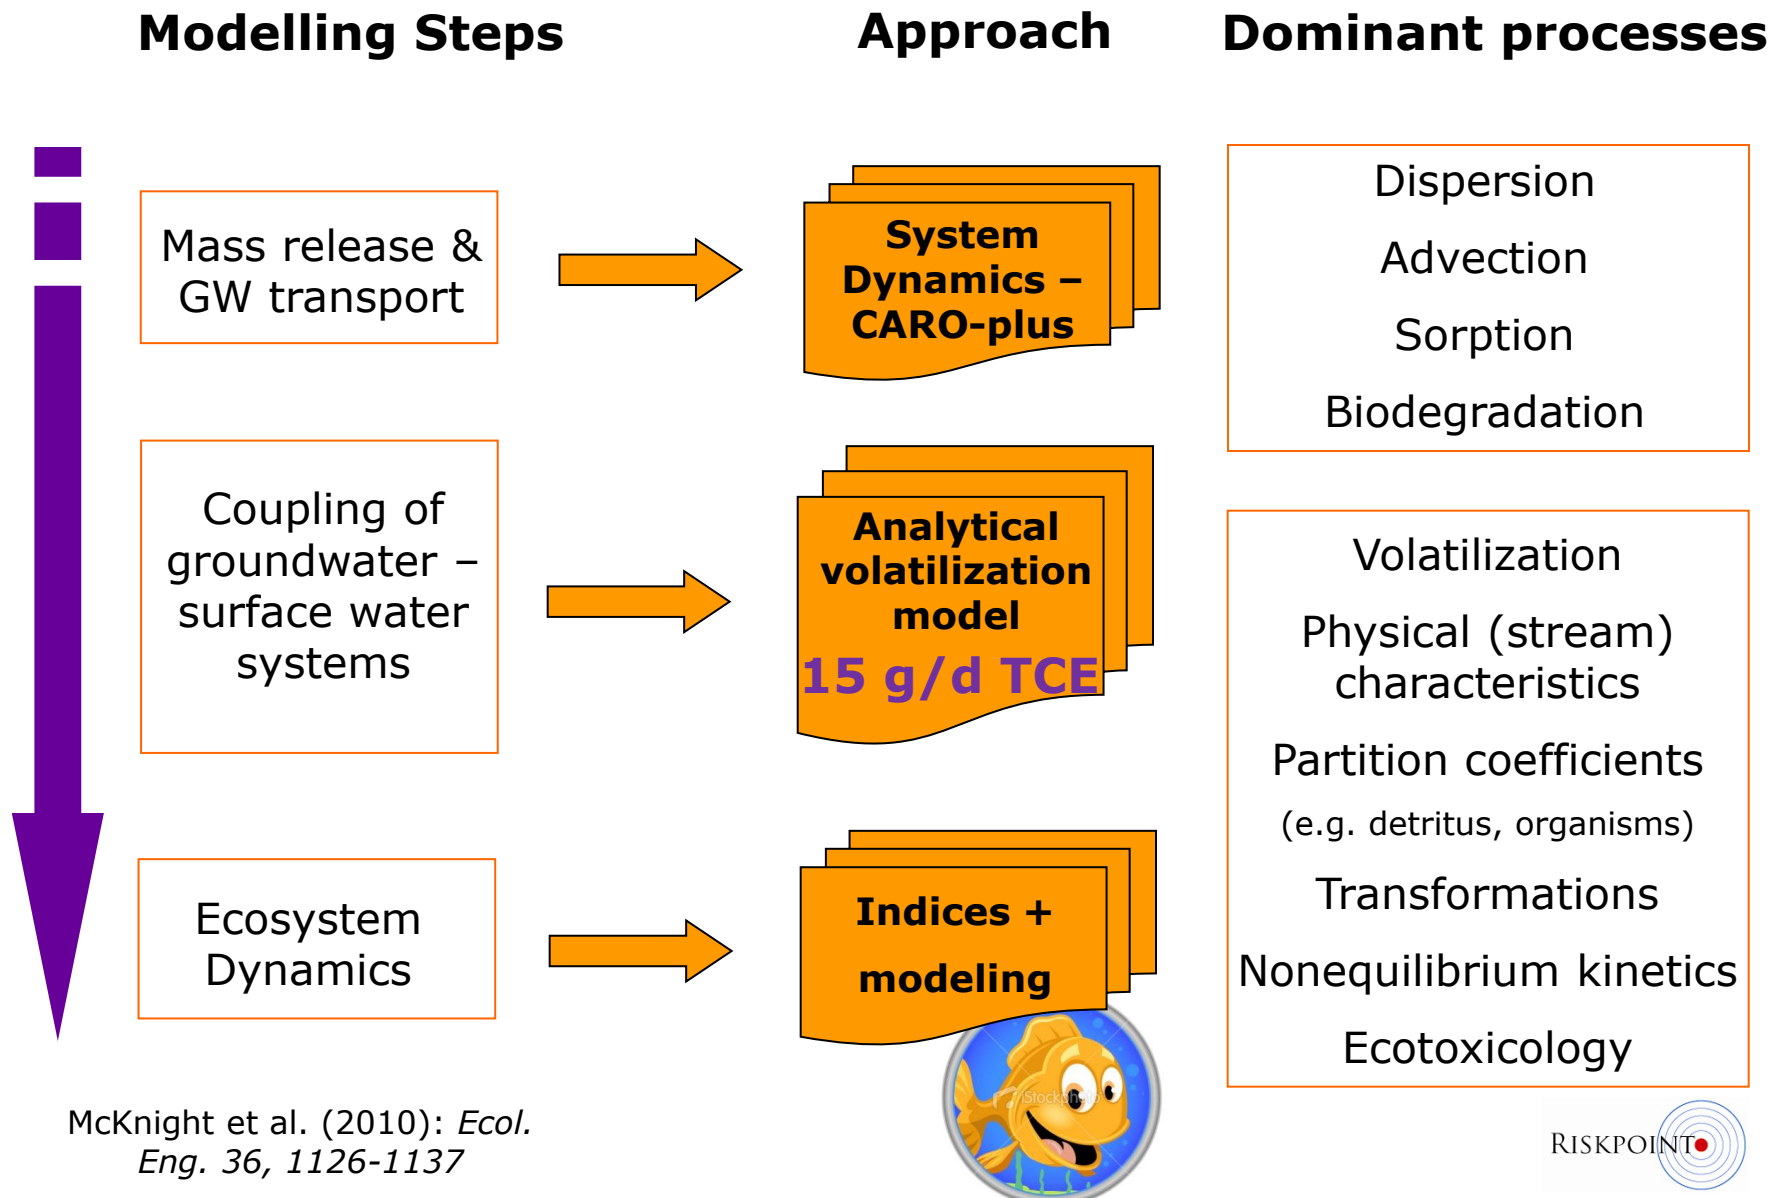 Modelling Steps
Approach
Dominant processes
Mass release &
GW transport
System
Dynamics –
CARO-plus
Dispersion
Advection
Sorption
Biodegradation
Coupling of
groundwater –
surface water
systems
Analytical
volatilization
model
15 g/d TCE
Volatilization
Physical (stream)
characteristics
Partition coefficients
(e.g. detritus, organisms)
Transformations
Nonequilibrium kinetics
Ecotoxicology
Ecosystem
Dynamics
Indices +
modeling
iStockphoto
McKnight et al. (2010): Ecol.
Eng. 36, 1126-1137
RISKPOINT